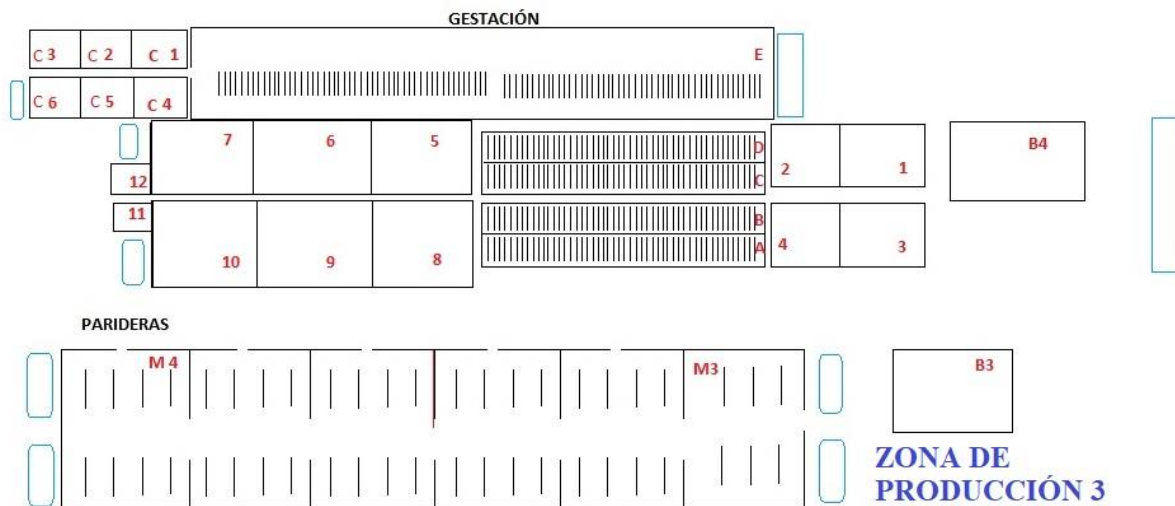 GESTACIÓN
C 3 C 2 C 1 E
C 6 C 5 C 4
7 6 5 D 2 1 B4
12 C
11 B
10 9 8 A 4 3
PARIDERAS
M 4 M3 B3
ZONA DE
PRODUCCIÓN 3